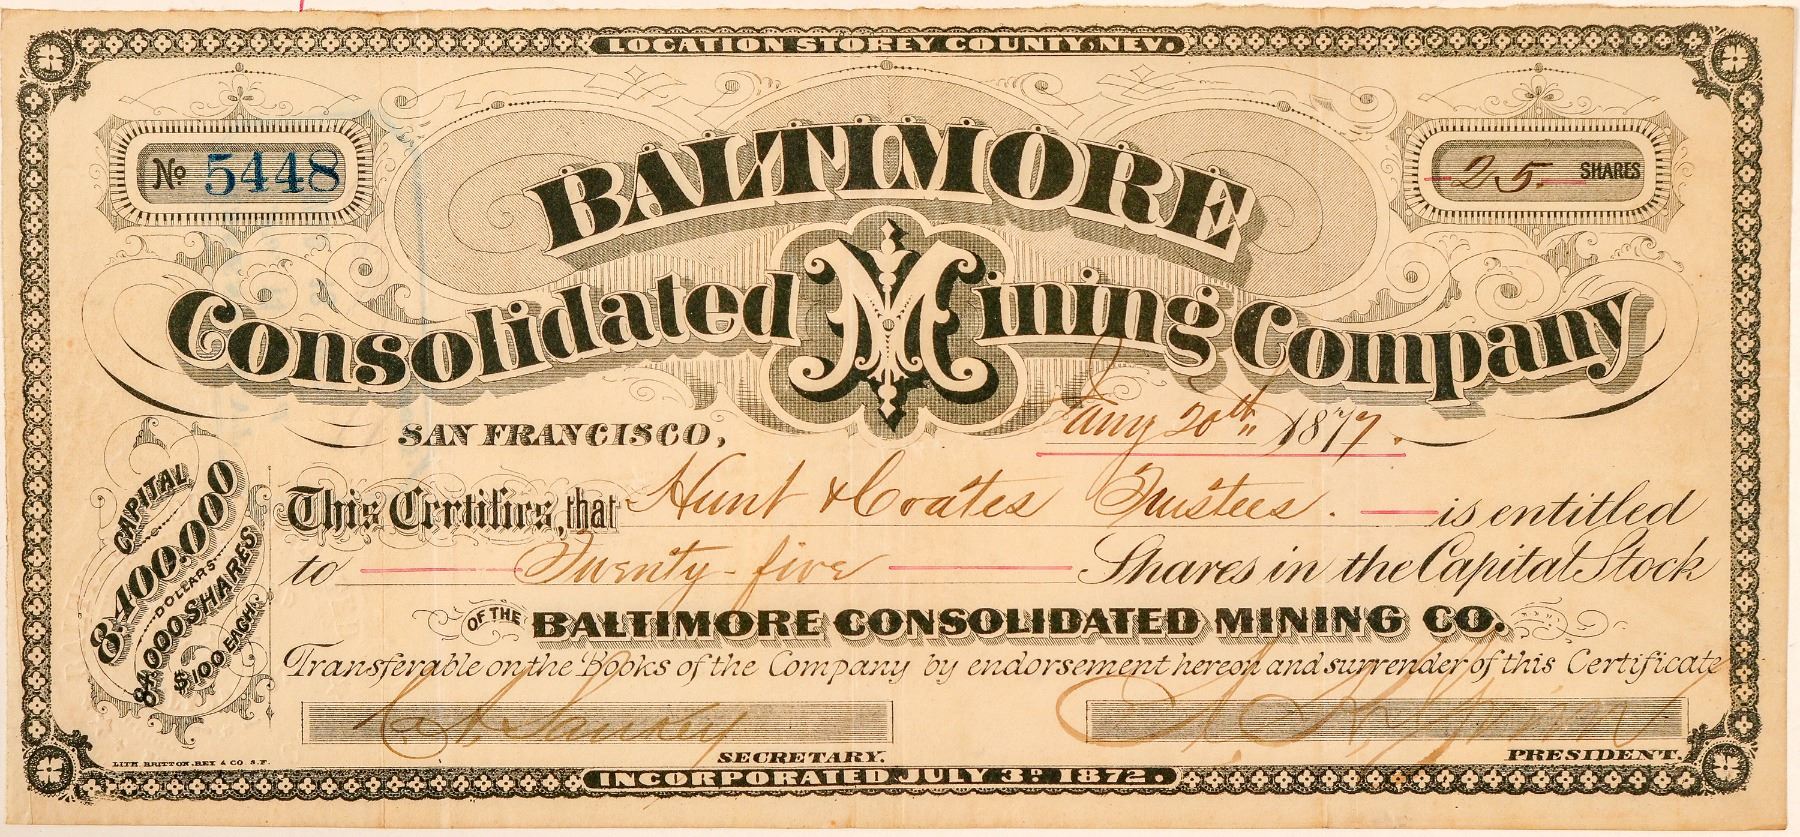 LOCATION STOREY COUNTY, NEV.
No 5448
25. SHARES
BALTIMORE
Consolidated Mining Company
SAN FRANCISCO, Jany 20th 1877.
CAPITAL
8.400.000
DOLLARS
84000 SHARES
$100 EACH
This Certifies, that Hunt & Coates Trustees. is entitled
to Twenty-five Shares in the Capital Stock
OF THE BALTIMORE CONSOLIDATED MINING CO.
Transferable on the Books of the Company by endorsement hereon and surrender of this Certificate
SECRETARY.
PRESIDENT.
LITH BRITTON, REY & CO S.F.
INCORPORATED JULY 3D 1872.